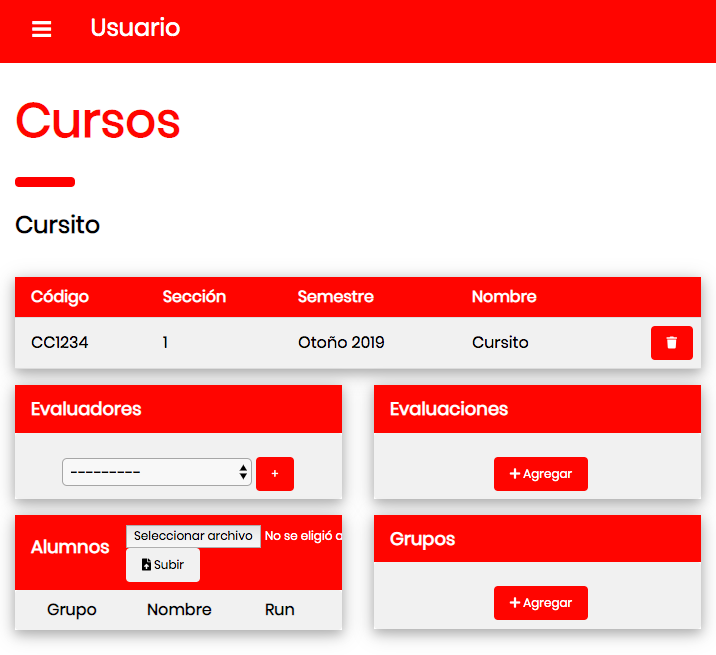 Usuario
Cursos
Cursito
Código Sección Semestre Nombre
CC1234 1 Otoño 2019 Cursito
Evaluadores
---------
+
Evaluaciones
+ Agregar
Alumnos
Seleccionar archivo No se eligió a
Subir
Grupo Nombre Run
Grupos
+ Agregar